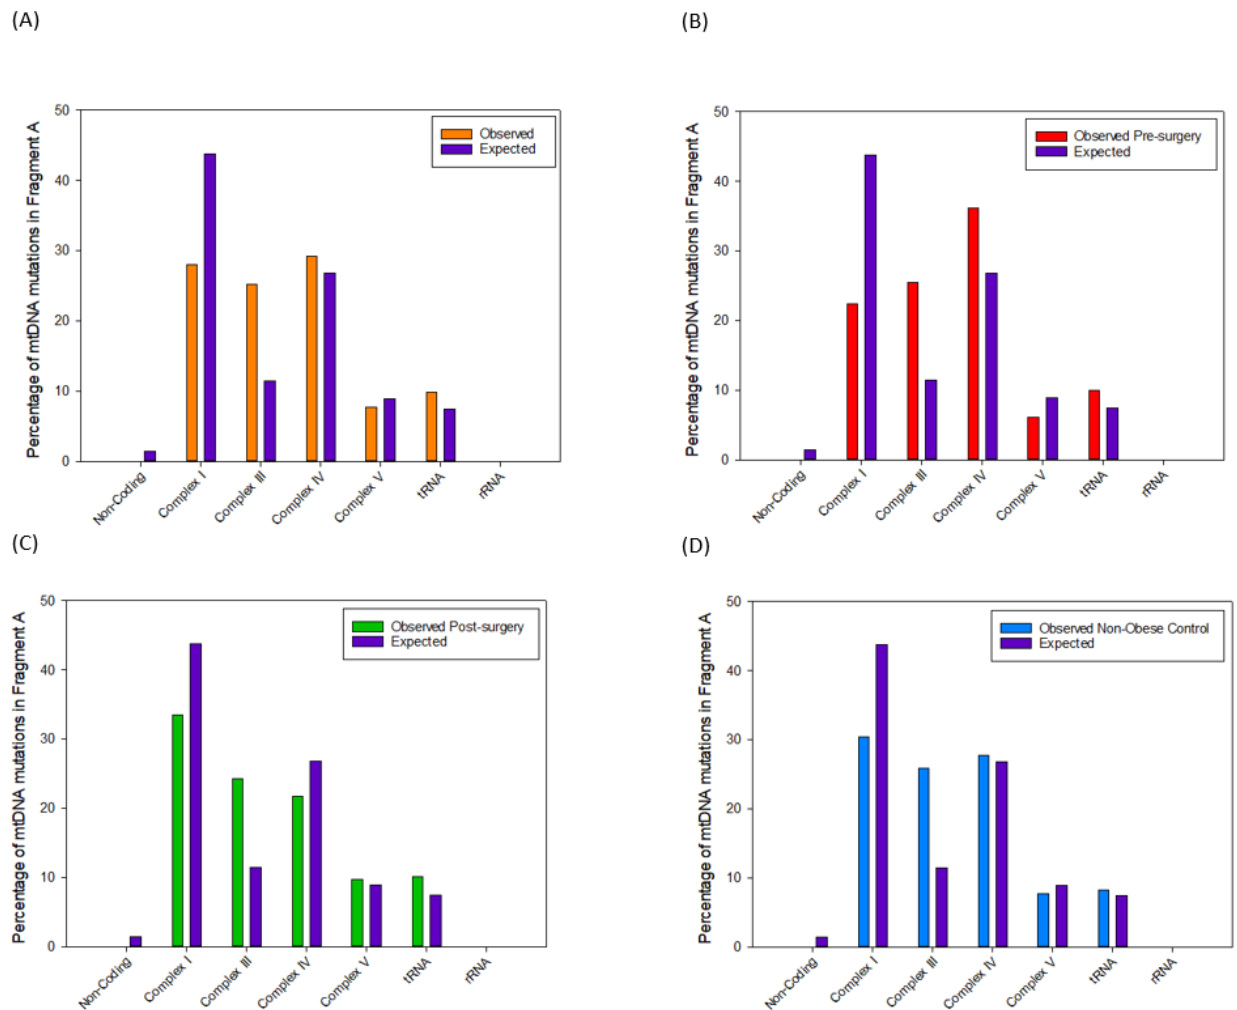 (A)
Percentage of mtDNA mutations in Fragment A
50
40
30
20
10
0
Observed
Expected
Non-Coding
Complex I
Complex III
Complex IV
Complex V
tRNA
rRNA
(B)
Percentage of mtDNA mutations in Fragment A
50
40
30
20
10
0
Observed Pre-surgery
Expected
Non-Coding
Complex I
Complex III
Complex IV
Complex V
tRNA
rRNA
(C)
Percentage of mtDNA mutations in Fragment A
50
40
30
20
10
0
Observed Post-surgery
Expected
Non-Coding
Complex I
Complex III
Complex IV
Complex V
tRNA
rRNA
(D)
Percentage of mtDNA mutations in Fragment A
50
40
30
20
10
0
Observed Non-Obese Control
Expected
Non-Coding
Complex I
Complex III
Complex IV
Complex V
tRNA
rRNA